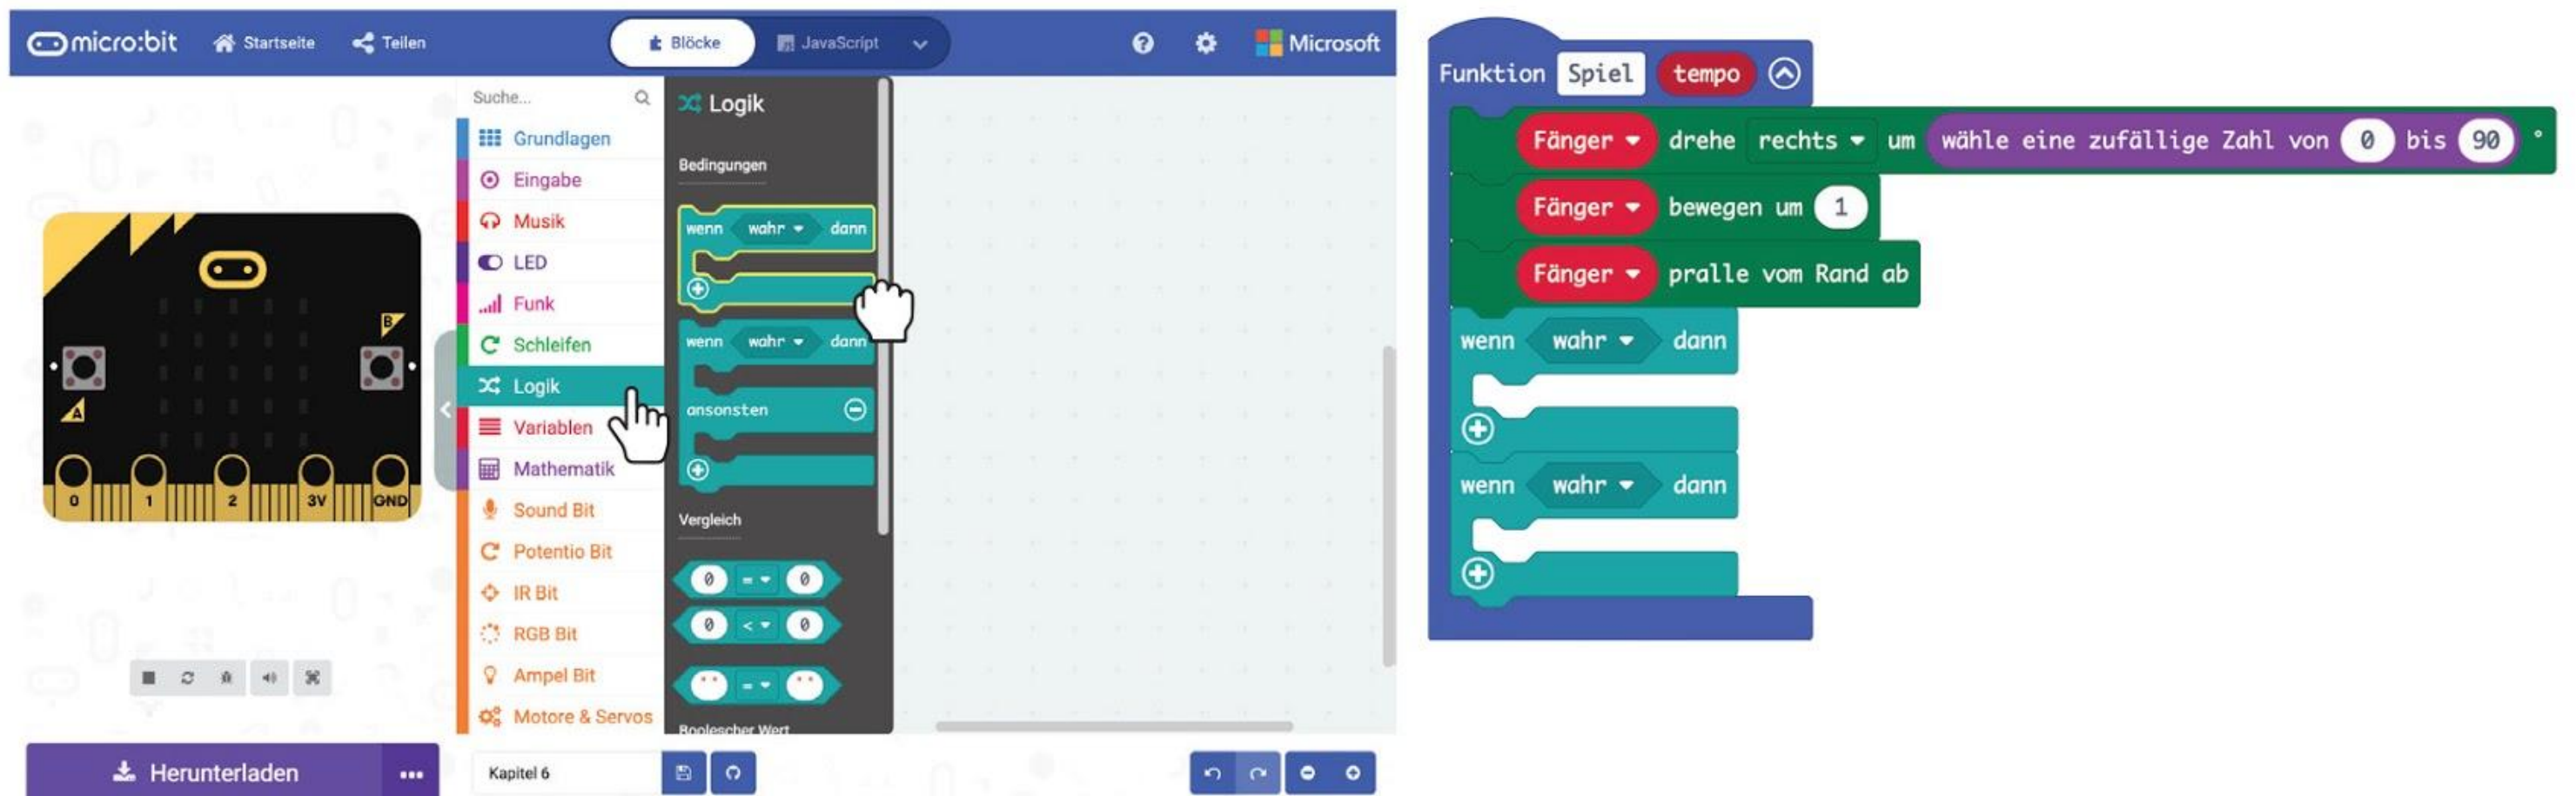 micro:bit Startseite Teilen Blöcke JavaScript Microsoft
Suche...
Grundlagen
Eingabe
Musik
LED
Funk
Schleifen
Logik
Variablen
Mathematik
Sound Bit
Potentio Bit
IR Bit
RGB Bit
Ampel Bit
Motore & Servos
Logik
Bedingungen
wenn wahr dann
wenn wahr dann
ansonsten
Vergleich
0 = 0
0 < 0
" " = " "
Boolescher Wert
B
A
0 1 2 3V GND
Herunterladen ...
Kapitel 6
Funktion Spiel tempo
Fänger drehe rechts um wähle eine zufällige Zahl von 0 bis 90 °
Fänger bewegen um 1
Fänger pralle vom Rand ab
wenn wahr dann
wenn wahr dann